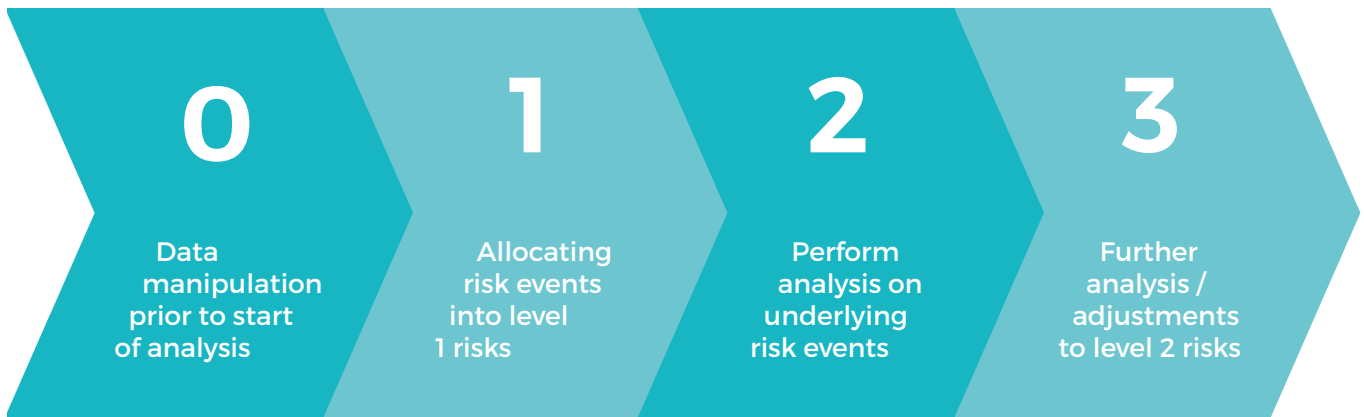 0
Data
manipulation
prior to start
of analysis
1
Allocating
risk events
into level
1 risks
2
Perform
analysis on
underlying
risk events
3
Further
analysis /
adjustments
to level 2 risks